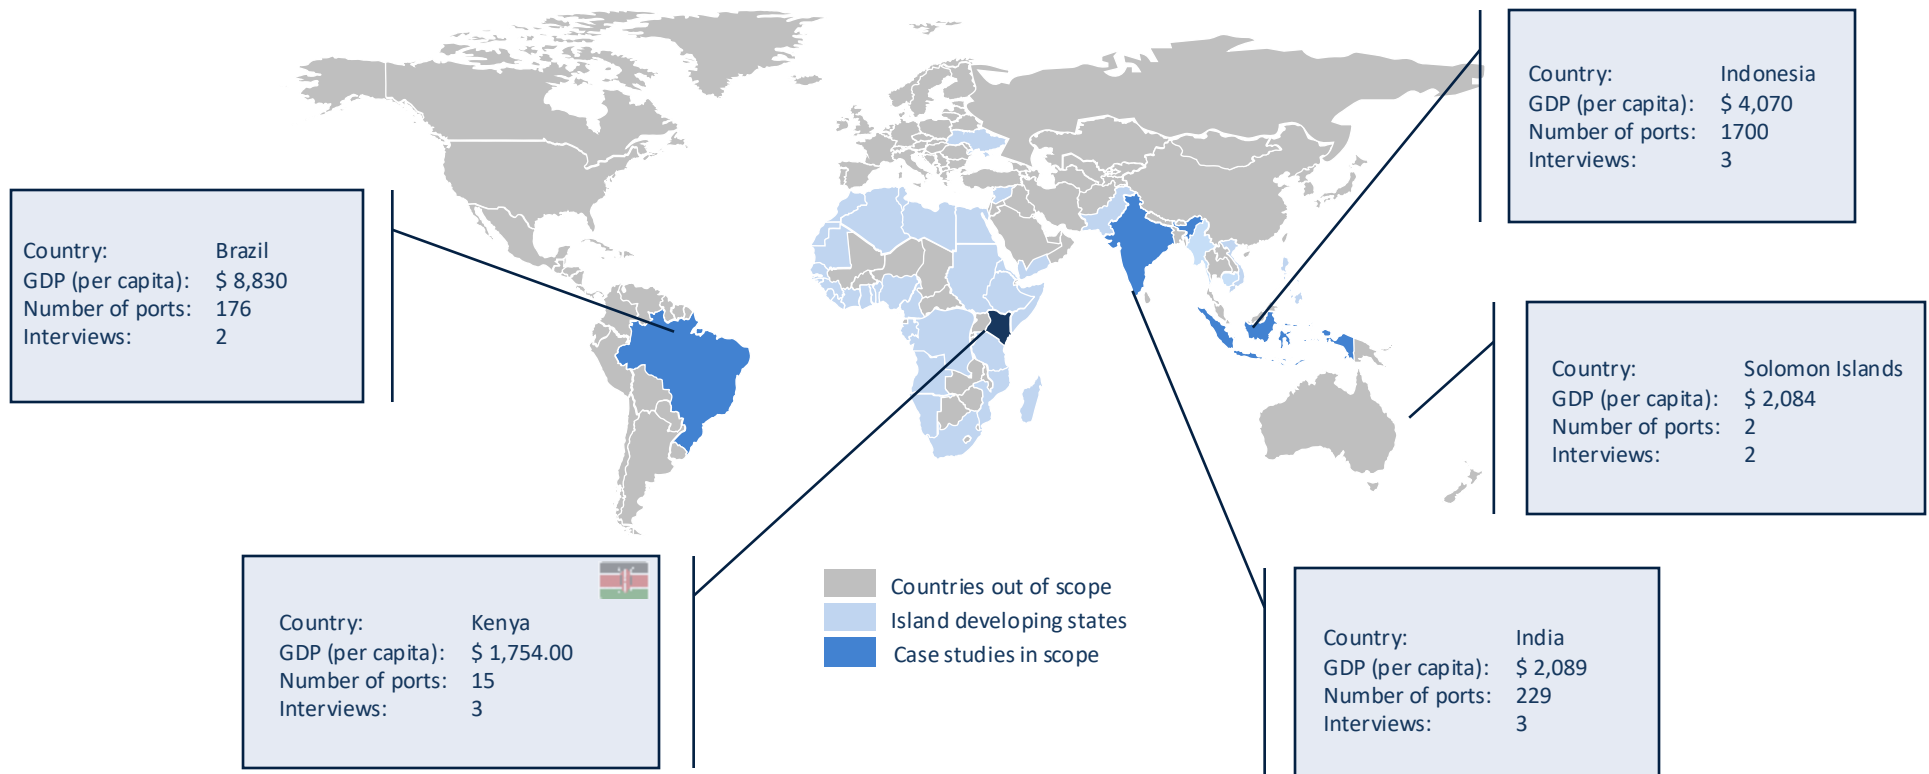 Country: Indonesia
GDP (per capita): $ 4,070
Number of ports: 1700
Interviews: 3
Country: Brazil
GDP (per capita): $ 8,830
Number of ports: 176
Interviews: 2
Country: Solomon Islands
GDP (per capita): $ 2,084
Number of ports: 2
Interviews: 2
Country: Kenya
GDP (per capita): $ 1,754.00
Number of ports: 15
Interviews: 3
Countries out of scope
Island developing states
Case studies in scope
Country: India
GDP (per capita): $ 2,089
Number of ports: 229
Interviews: 3